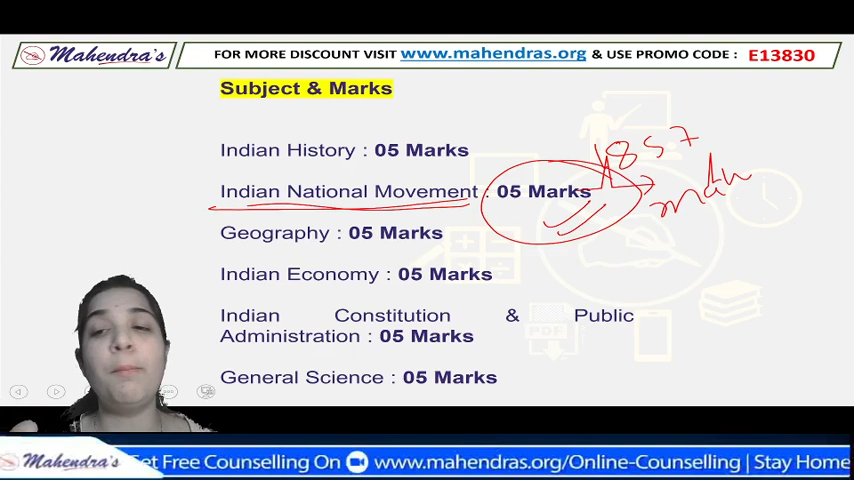 Mahendra's
FOR MORE DISCOUNT VISIT www.mahendras.org & USE PROMO CODE : E13830
Subject & Marks
Indian History : 05 Marks
Indian National Movement : 05 Marks
1857
Geography : 05 Marks
Indian Economy : 05 Marks
Indian Constitution & Public
Administration : 05 Marks
PDF
General Science : 05 Marks
Mahendra's
Get Free Counselling On www.mahendras.org/Online-Counselling | Stay Home